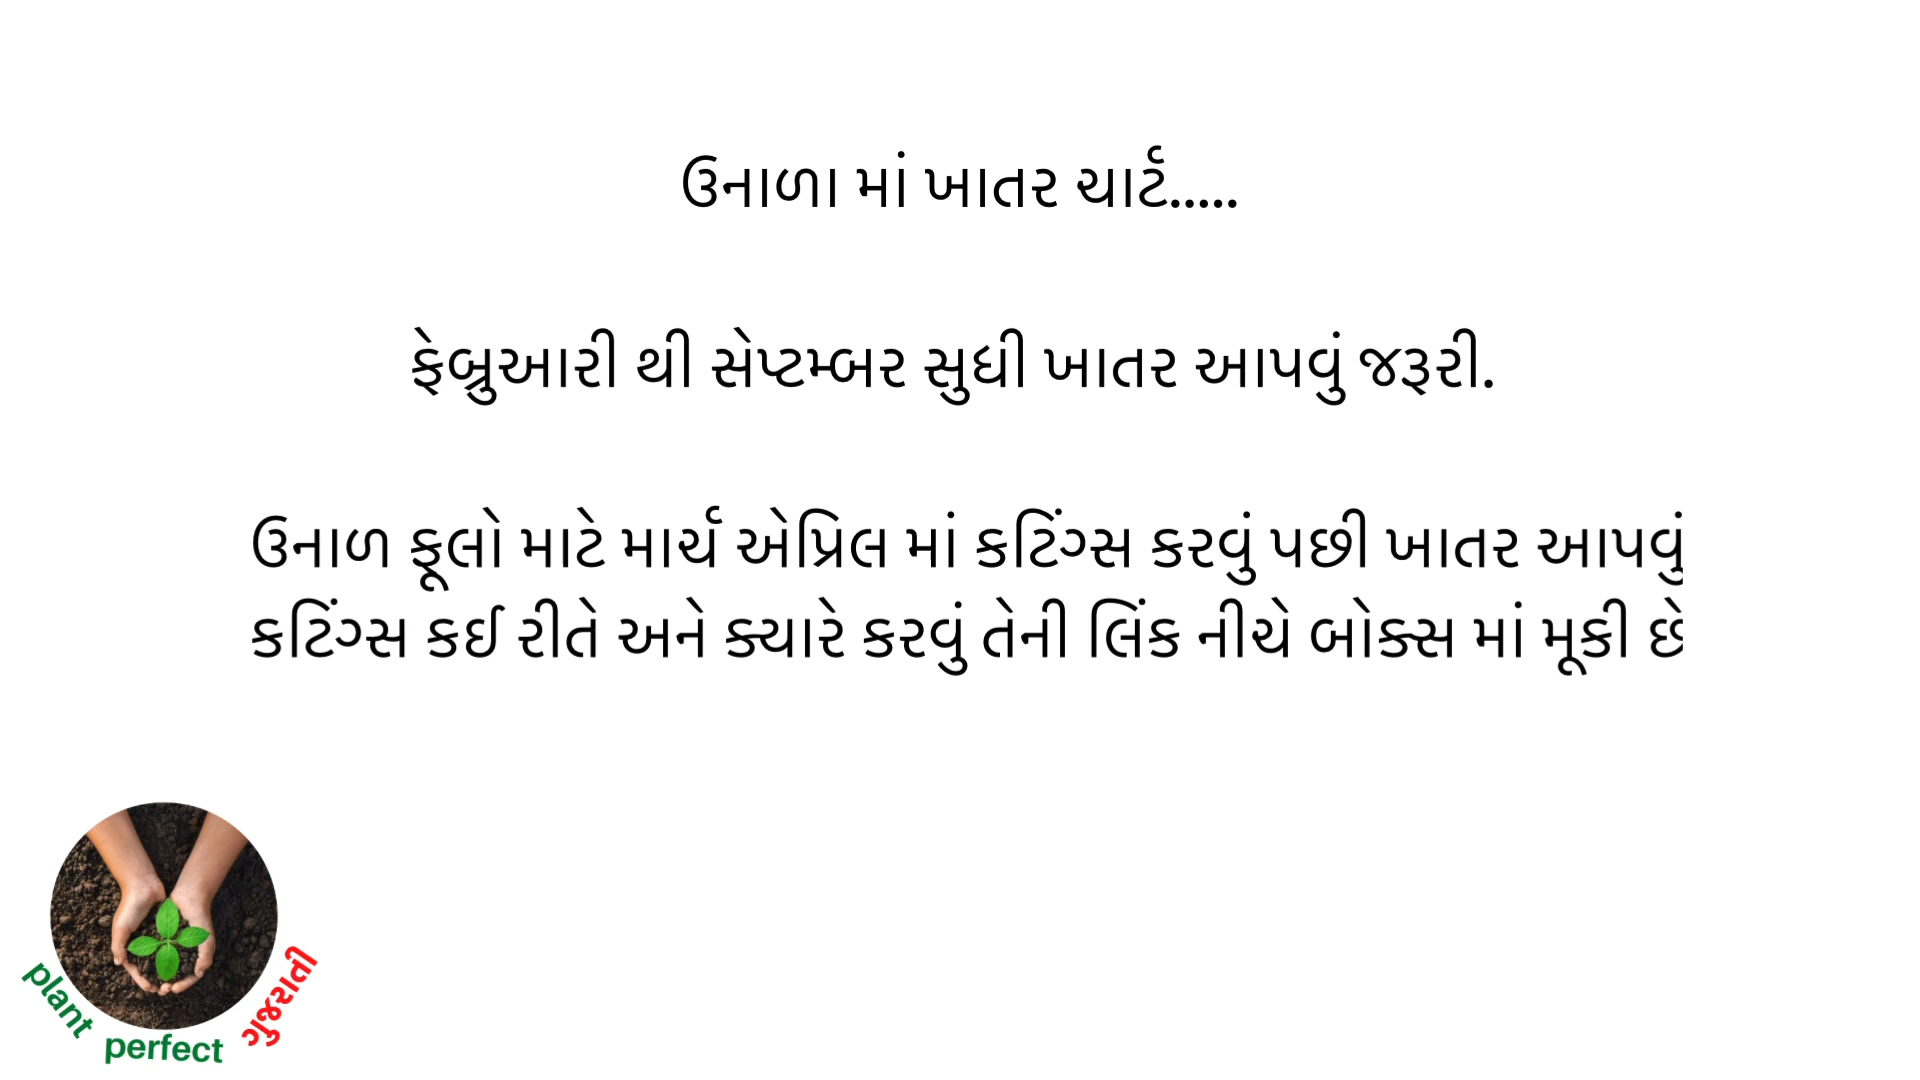 ઉનાળા માં ખાતર ચાર્ટ.....
ફેબ્રુઆરી થી સેપ્ટમ્બર સુધી ખાતર આપવું જરૂરી.
ઉનાળ ફૂલો માટે માર્ચ એપ્રિલ માં કટિંગ્સ કરવું પછી ખાતર આપવું
કટિંગ્સ કઈ રીતે અને ક્યારે કરવું તેની લિંક નીચે બોક્સ માં મૂકી છે
plant perfect ગુજરાતી